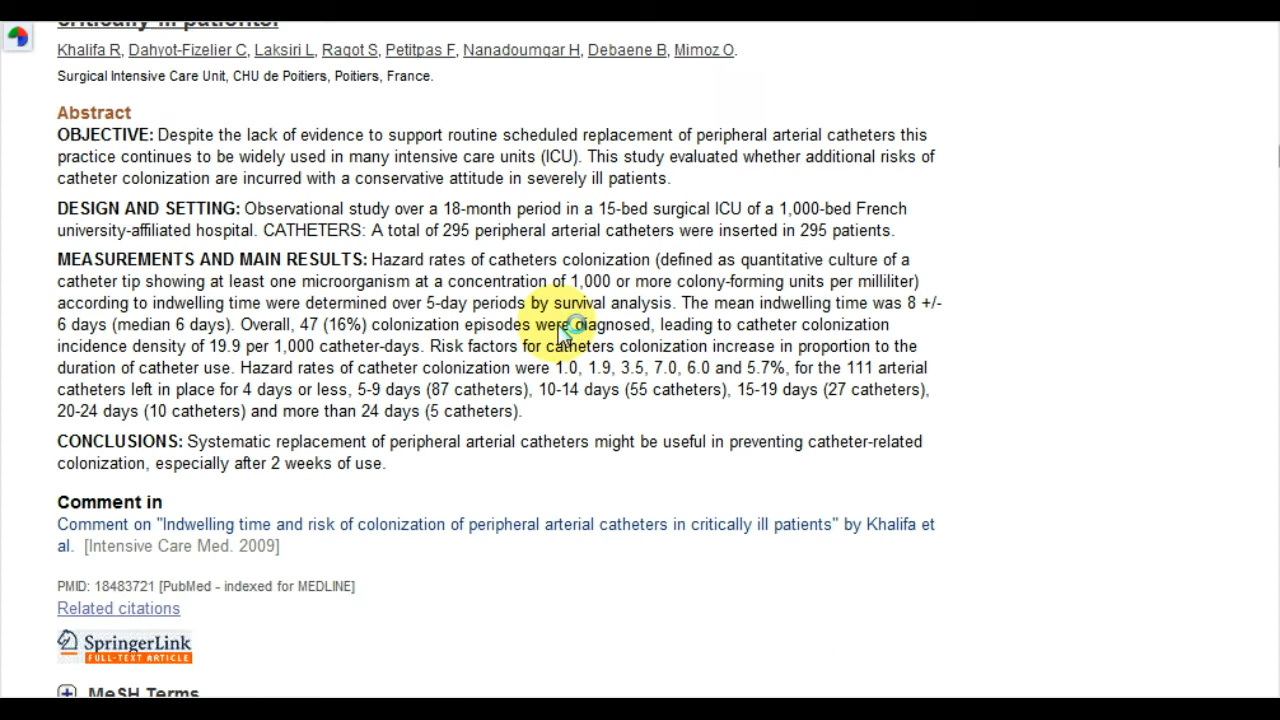 critically ill patients.
Khalifa R, Dahyot-Fizelier C, Laksiri L, Ragot S, Petitpas F, Nanadoumgar H, Debaene B, Mimoz O.
Surgical Intensive Care Unit, CHU de Poitiers, Poitiers, France.
Abstract
OBJECTIVE: Despite the lack of evidence to support routine scheduled replacement of peripheral arterial catheters this
practice continues to be widely used in many intensive care units (ICU). This study evaluated whether additional risks of
catheter colonization are incurred with a conservative attitude in severely ill patients.
DESIGN AND SETTING: Observational study over a 18-month period in a 15-bed surgical ICU of a 1,000-bed French
university-affiliated hospital. CATHETERS: A total of 295 peripheral arterial catheters were inserted in 295 patients.
MEASUREMENTS AND MAIN RESULTS: Hazard rates of catheters colonization (defined as quantitative culture of a
catheter tip showing at least one microorganism at a concentration of 1,000 or more colony-forming units per milliliter)
according to indwelling time were determined over 5-day periods by survival analysis. The mean indwelling time was 8 +/-
6 days (median 6 days). Overall, 47 (16%) colonization episodes were diagnosed, leading to catheter colonization
incidence density of 19.9 per 1,000 catheter-days. Risk factors for catheters colonization increase in proportion to the
duration of catheter use. Hazard rates of catheter colonization were 1.0, 1.9, 3.5, 7.0, 6.0 and 5.7%, for the 111 arterial
catheters left in place for 4 days or less, 5-9 days (87 catheters), 10-14 days (55 catheters), 15-19 days (27 catheters),
20-24 days (10 catheters) and more than 24 days (5 catheters).
CONCLUSIONS: Systematic replacement of peripheral arterial catheters might be useful in preventing catheter-related
colonization, especially after 2 weeks of use.
Comment in
Comment on "Indwelling time and risk of colonization of peripheral arterial catheters in critically ill patients" by Khalifa et
al. [Intensive Care Med. 2009]
PMID: 18483721 [PubMed - indexed for MEDLINE]
Related citations
SpringerLink
FULL-TEXT ARTICLE
MeSH Terms